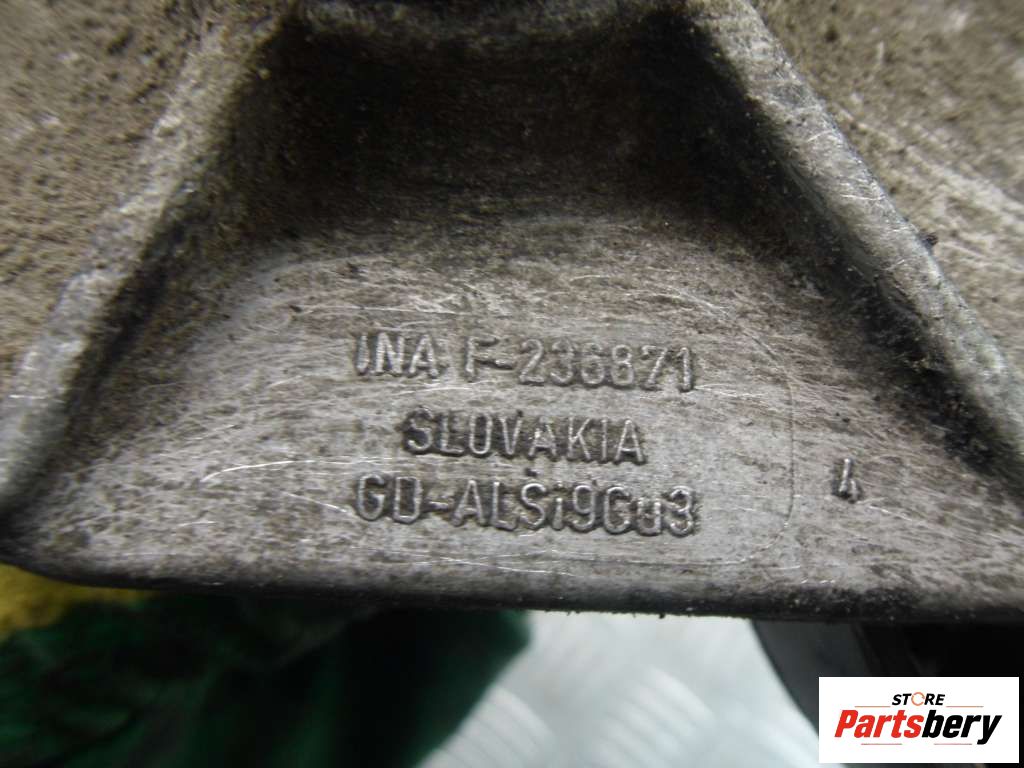 INA F-236871
SLOVAKIA
GD-ALSi9Cu3
4
STORE
Partsbery